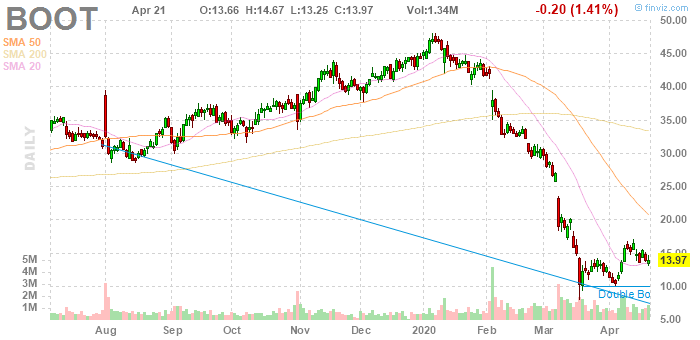 BOOT
Apr 21
O:13.66 H:14.67 L:13.25 C:13.97
Vol:1.34M
© finviz.com
-0.20 (1.41%)
SMA 50
SMA 200
SMA 20
DAILY
50.00
45.00
40.00
35.00
30.00
25.00
20.00
15.00
13.97
10.00
5.00
5M
4M
3M
2M
1M
Double Bo
Aug Sep Oct Nov Dec 2020 Feb Mar Apr